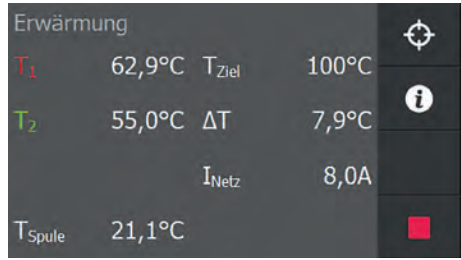 Erwärmung
T1 62,9°C TZiel 100°C
T2 55,0°C ΔT 7,9°C
INetz 8,0A
TSpule 21,1°C